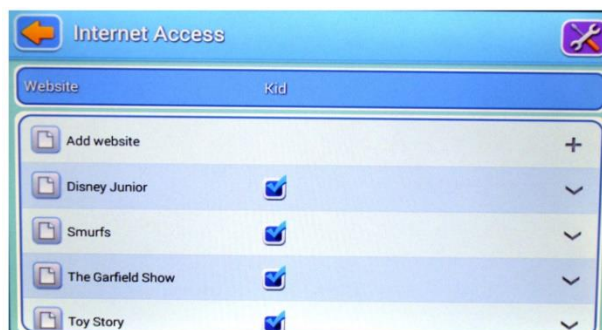 Internet Access
Website Kid
Add website
Disney Junior
Smurfs
The Garfield Show
Toy Story